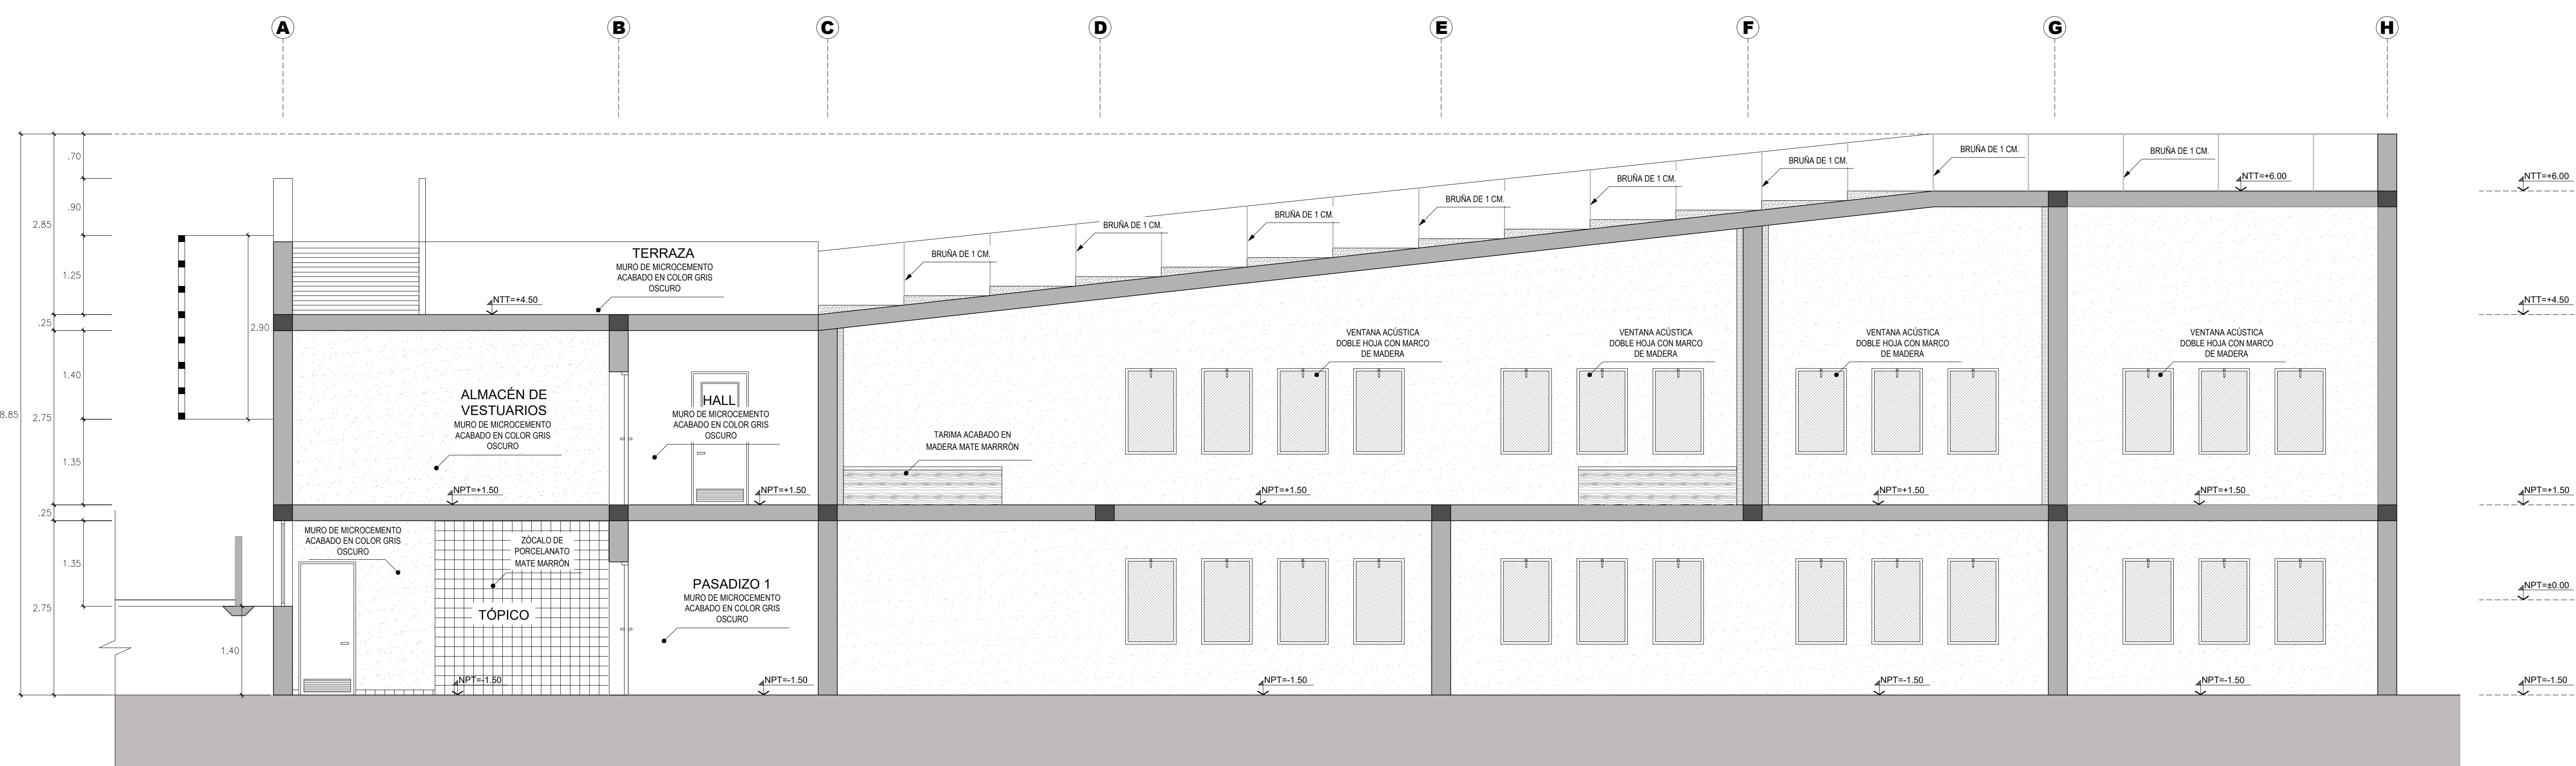 A
B
C
D
E
F
G
H
.70
.90
2.85
1.25
.25
1.40
8.85
2.75
1.35
.25
1.35
2.75
2.90
1.40
TERRAZA
MURO DE MICROCEMENTO
ACABADO EN COLOR GRIS
OSCURO
NTT=+4.50
BRUÑA DE 1 CM.
BRUÑA DE 1 CM.
BRUÑA DE 1 CM.
BRUÑA DE 1 CM.
BRUÑA DE 1 CM.
BRUÑA DE 1 CM.
BRUÑA DE 1 CM.
BRUÑA DE 1 CM.
NTT=+6.00
NTT=+6.00
NTT=+4.50
ALMACÉN DE
VESTUARIOS
MURO DE MICROCEMENTO
ACABADO EN COLOR GRIS
OSCURO
NPT=+1.50
HALL
MURO DE MICROCEMENTO
ACABADO EN COLOR GRIS
OSCURO
NPT=+1.50
TARIMA ACABADO EN
MADERA MATE MARRRÓN
VENTANA ACÚSTICA
DOBLE HOJA CON MARCO
DE MADERA
VENTANA ACÚSTICA
DOBLE HOJA CON MARCO
DE MADERA
VENTANA ACÚSTICA
DOBLE HOJA CON MARCO
DE MADERA
VENTANA ACÚSTICA
DOBLE HOJA CON MARCO
DE MADERA
NPT=+1.50
NPT=+1.50
NPT=+1.50
NPT=+1.50
MURO DE MICROCEMENTO
ACABADO EN COLOR GRIS
OSCURO
ZÓCALO DE
PORCELANATO
MATE MARRÓN
TÓPICO
NPT=-1.50
PASADIZO 1
MURO DE MICROCEMENTO
ACABADO EN COLOR GRIS
OSCURO
NPT=-1.50
NPT=-1.50
NPT=-1.50
NPT=-1.50
NPT=±0.00
NPT=-1.50